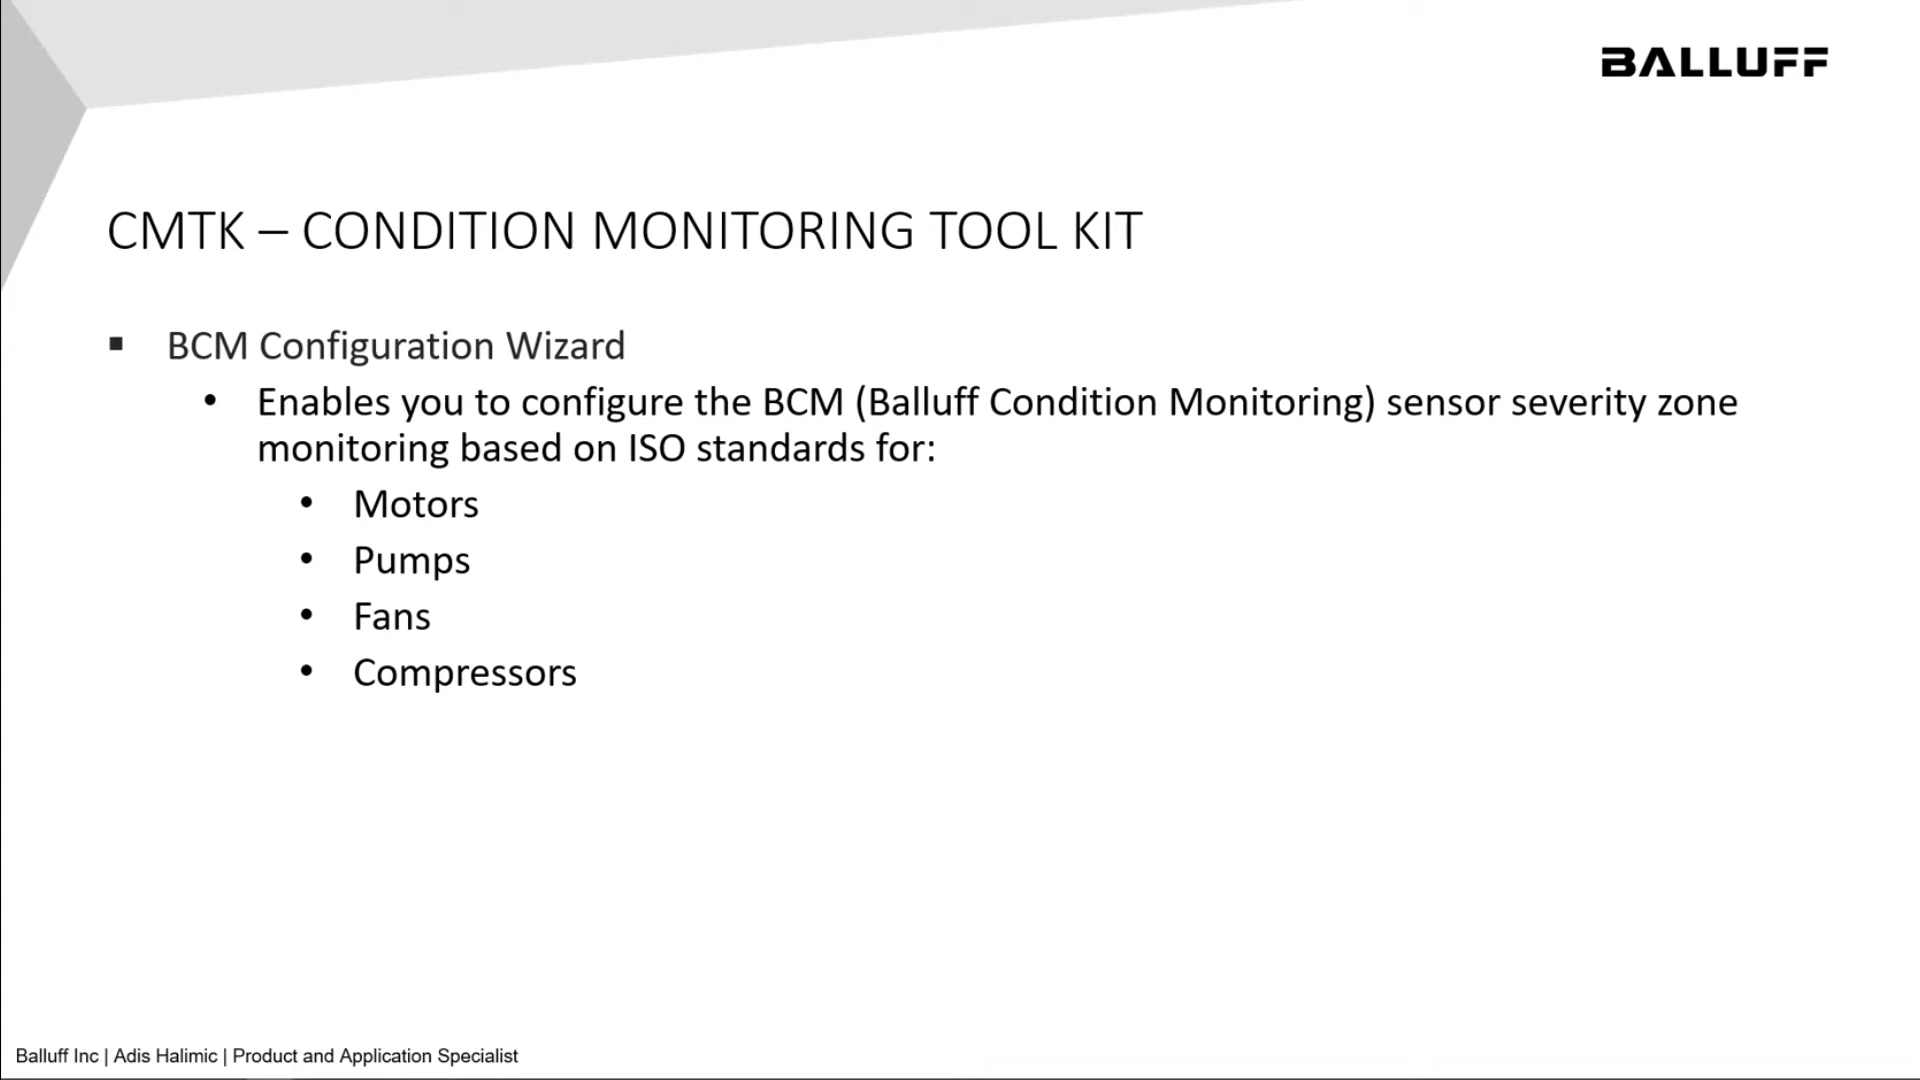 BALLUFF
CMTK – CONDITION MONITORING TOOL KIT
▪ BCM Configuration Wizard
• Enables you to configure the BCM (Balluff Condition Monitoring) sensor severity zone
monitoring based on ISO standards for:
• Motors
• Pumps
• Fans
• Compressors
Balluff Inc | Adis Halimic | Product and Application Specialist